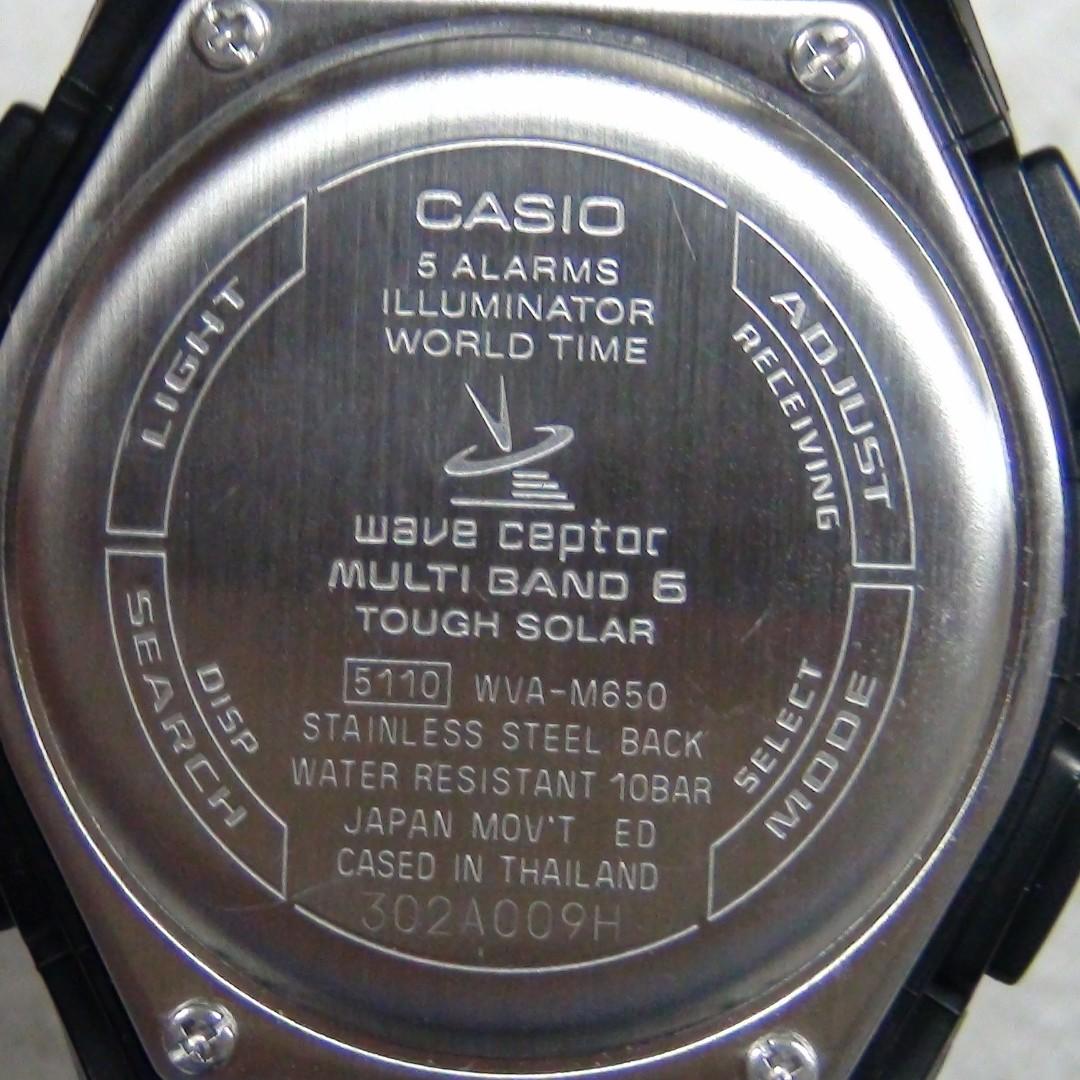 CASIO
5 ALARMS
ILLUMINATOR
WORLD TIME
wave ceptor
MULTI BAND 6
TOUGH SOLAR
5110 WVA-M650
STAINLESS STEEL BACK
WATER RESISTANT 10BAR
JAPAN MOV'T ED
CASED IN THAILAND
302A009H
LIGHT
ADJUST
RECEIVING
SEARCH
DISP
SELECT
MODE